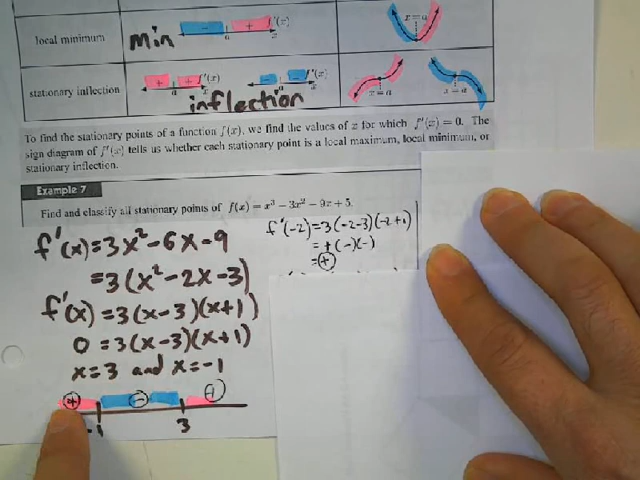 local minimum
min
−
+
f'(x)
a
x
x = a
stationary inflection
+
+
f'(x)
a
x
−
−
f'(x)
a
x
inflection
x = a
x = a
To find the stationary points of a function f(x), we find the values of x for which f'(x) = 0. The
sign diagram of f'(x) tells us whether each stationary point is a local maximum, local minimum, or
stationary inflection.
Example 7
Find and classify all stationary points of f(x) = x³ − 3x² − 9x + 5.
f'(x) = 3x² − 6x − 9
= 3(x² − 2x − 3)
f'(x) = 3(x − 3)(x + 1)
0 = 3(x − 3)(x + 1)
x = 3 and x = −1
+
−
+
−1
3
f'(−2) = 3(−2−3)(−2+1)
= +(−)(−)
= +